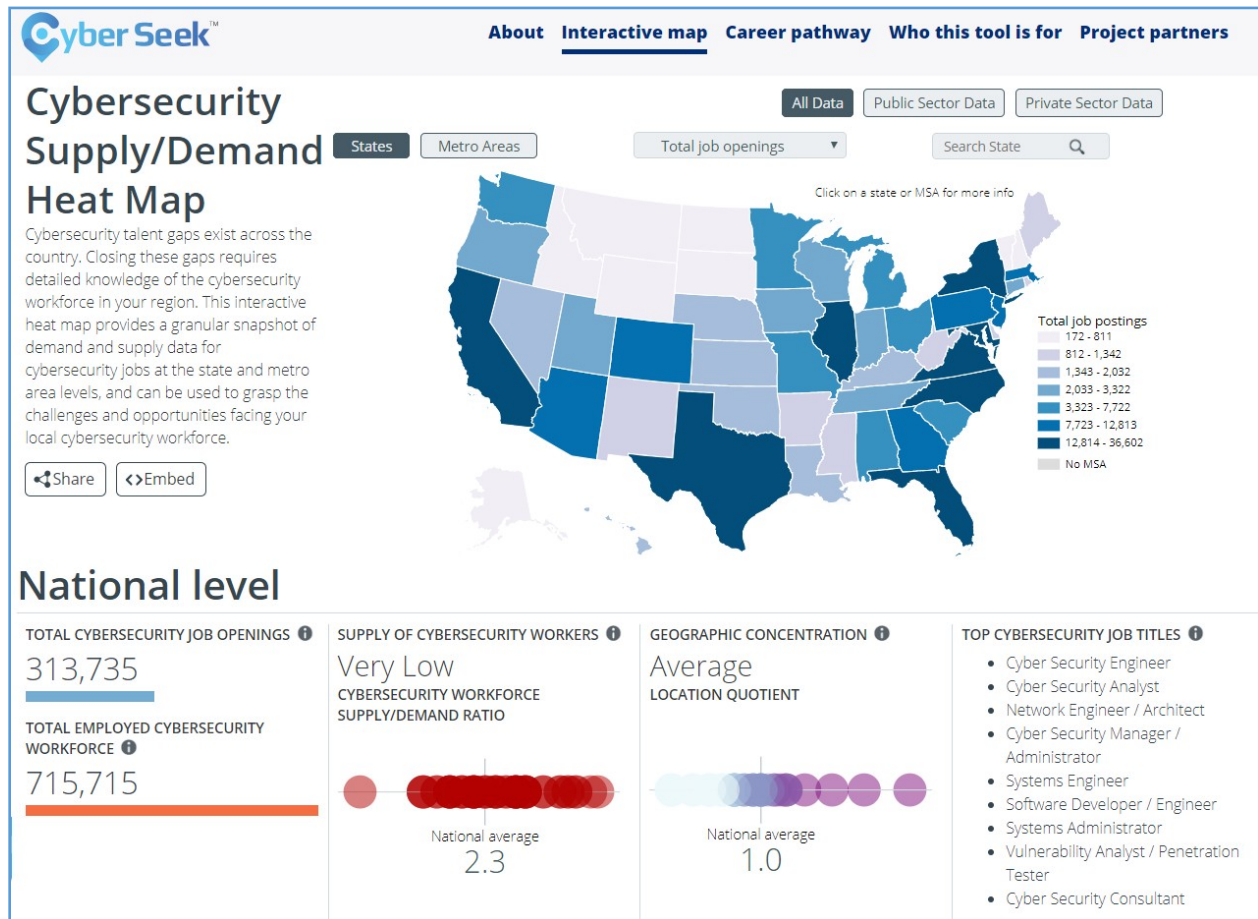 Cyber Seek™
About Interactive map Career pathway Who this tool is for Project partners
Cybersecurity
Supply/Demand
Heat Map
All Data Public Sector Data Private Sector Data
States Metro Areas Total job openings Search State
Click on a state or MSA for more info
Cybersecurity talent gaps exist across the
country. Closing these gaps requires
detailed knowledge of the cybersecurity
workforce in your region. This interactive
heat map provides a granular snapshot of
demand and supply data for
cybersecurity jobs at the state and metro
area levels, and can be used to grasp the
challenges and opportunities facing your
local cybersecurity workforce.
Share <>Embed
Total job postings
172 - 811
812 - 1,342
1,343 - 2,032
2,033 - 3,322
3,323 - 7,722
7,723 - 12,813
12,814 - 36,602
No MSA
National level
TOTAL CYBERSECURITY JOB OPENINGS
313,735
TOTAL EMPLOYED CYBERSECURITY
WORKFORCE
715,715
SUPPLY OF CYBERSECURITY WORKERS
Very Low
CYBERSECURITY WORKFORCE
SUPPLY/DEMAND RATIO
National average
2.3
GEOGRAPHIC CONCENTRATION
Average
LOCATION QUOTIENT
National average
1.0
TOP CYBERSECURITY JOB TITLES
• Cyber Security Engineer
• Cyber Security Analyst
• Network Engineer / Architect
• Cyber Security Manager /
Administrator
• Systems Engineer
• Software Developer / Engineer
• Systems Administrator
• Vulnerability Analyst / Penetration
Tester
• Cyber Security Consultant